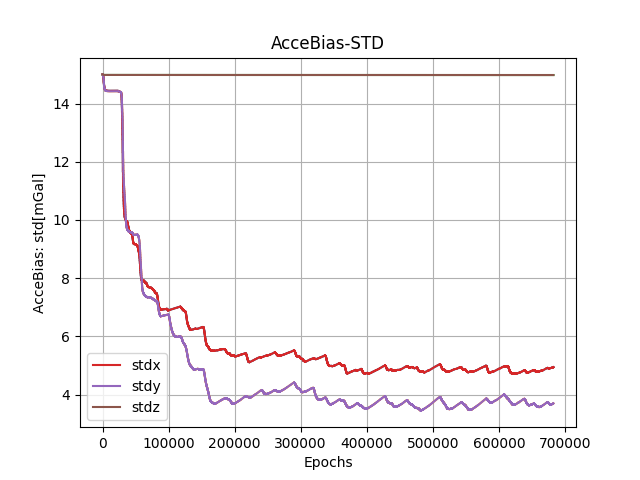 AcceBias-STD
AcceBias: std[mGal]
14
12
10
8
6
4
stdx
stdy
stdz
0 100000 200000 300000 400000 500000 600000 700000
Epochs